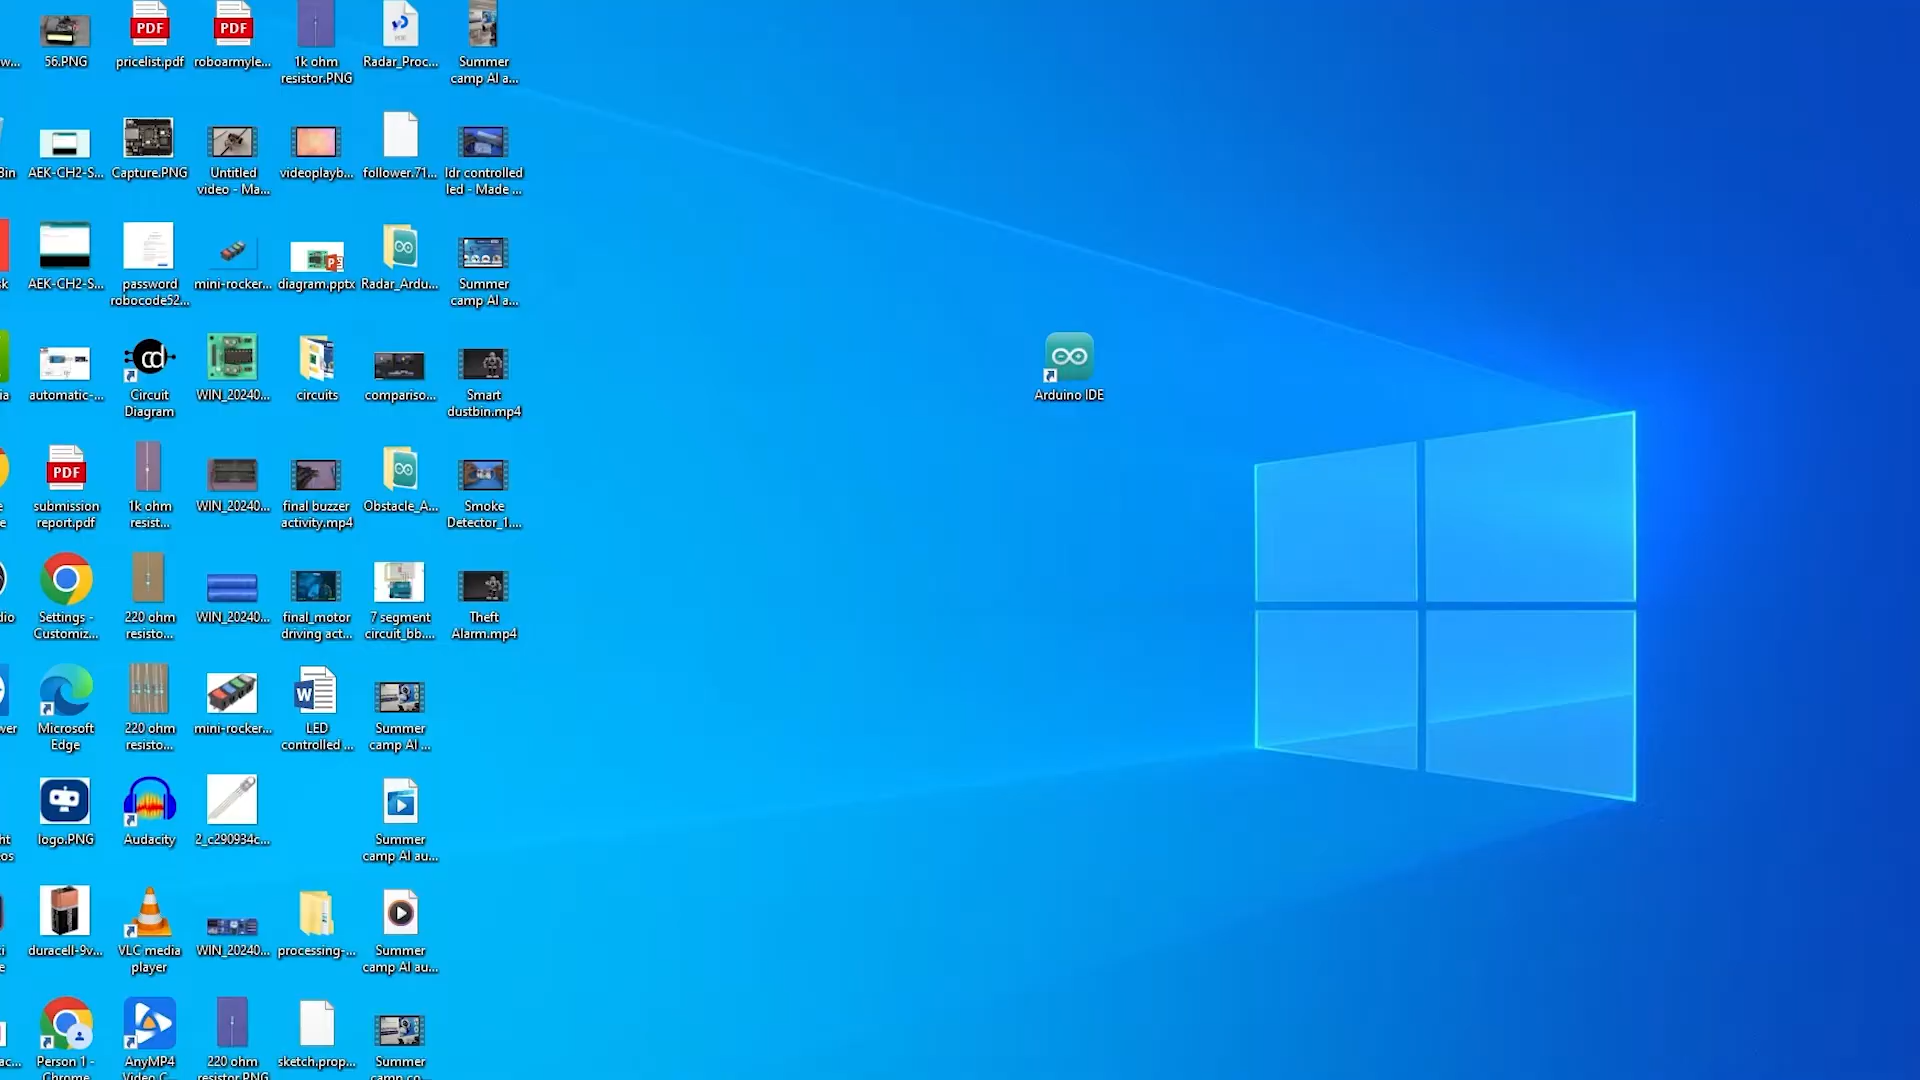 56.PNG
pricelist.pdf
roboarmyle...
1k ohm
resistor.PNG
Radar_Proc...
Summer
camp AI a...
AEK-CH2-S...
Capture.PNG
Untitled
video - Ma...
videoplayb...
follower.71...
ldr controlled
led - Made ...
AEK-CH2-S...
password
robocode52...
mini-rocker...
diagram.pptx
Radar_Ardu...
Summer
camp AI a...
automatic-...
Circuit
Diagram
WIN_20240...
circuits
compariso...
Smart
dustbin.mp4
Arduino IDE
submission
report.pdf
1k ohm
resist...
WIN_20240...
final buzzer
activity.mp4
Obstacle_A...
Smoke
Detector_1....
Settings -
Customiz...
220 ohm
resisto...
WIN_20240...
final_motor
driving act...
7 segment
circuit_bb....
Theft
Alarm.mp4
Microsoft
Edge
220 ohm
resisto...
mini-rocker...
LED
controlled ...
Summer
camp AI ...
logo.PNG
Audacity
2_c290934c...
Summer
camp AI au...
duracell-9v...
VLC media
player
WIN_20240...
processing-...
Summer
camp AI au...
Person 1 -
Chrome
AnyMP4
Video C...
220 ohm
resistor.PNG
sketch.prop...
Summer
camp co...